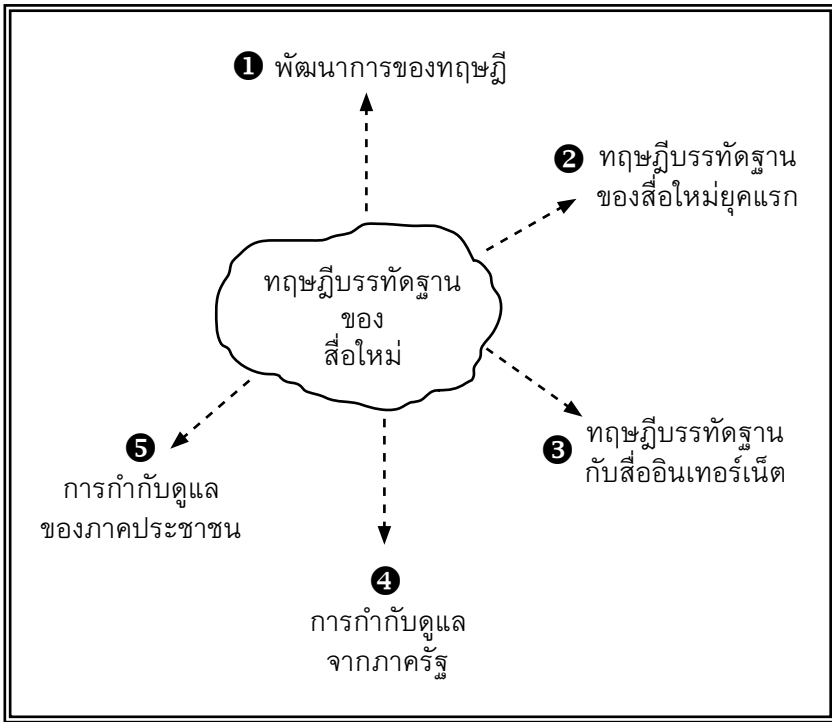 ❶ พัฒนาการของทฤษฎี
❷ ทฤษฎีบรรทัดฐาน
ของสื่อใหม่ยุคแรก
ทฤษฎีบรรทัดฐาน
ของ
สื่อใหม่
❸ ทฤษฎีบรรทัดฐาน
กับสื่ออินเทอร์เน็ต
❹
การกำกับดูแล
จากภาครัฐ
❺
การกำกับดูแล
ของภาคประชาชน